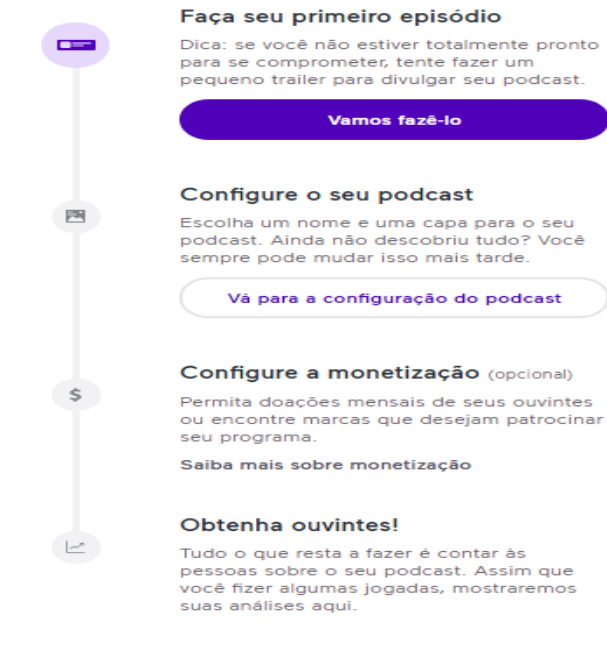 Faça seu primeiro episódio
Dica: se você não estiver totalmente pronto
para se comprometer, tente fazer um
pequeno trailer para divulgar seu podcast.
Vamos fazê-lo
Configure o seu podcast
Escolha um nome e uma capa para o seu
podcast. Ainda não descobriu tudo? Você
sempre pode mudar isso mais tarde.
Vá para a configuração do podcast
Configure a monetização (opcional)
$
Permita doações mensais de seus ouvintes
ou encontre marcas que desejam patrocinar
seu programa.
Saiba mais sobre monetização
Obtenha ouvintes!
Tudo o que resta a fazer é contar às
pessoas sobre o seu podcast. Assim que
você fizer algumas jogadas, mostraremos
suas análises aqui.